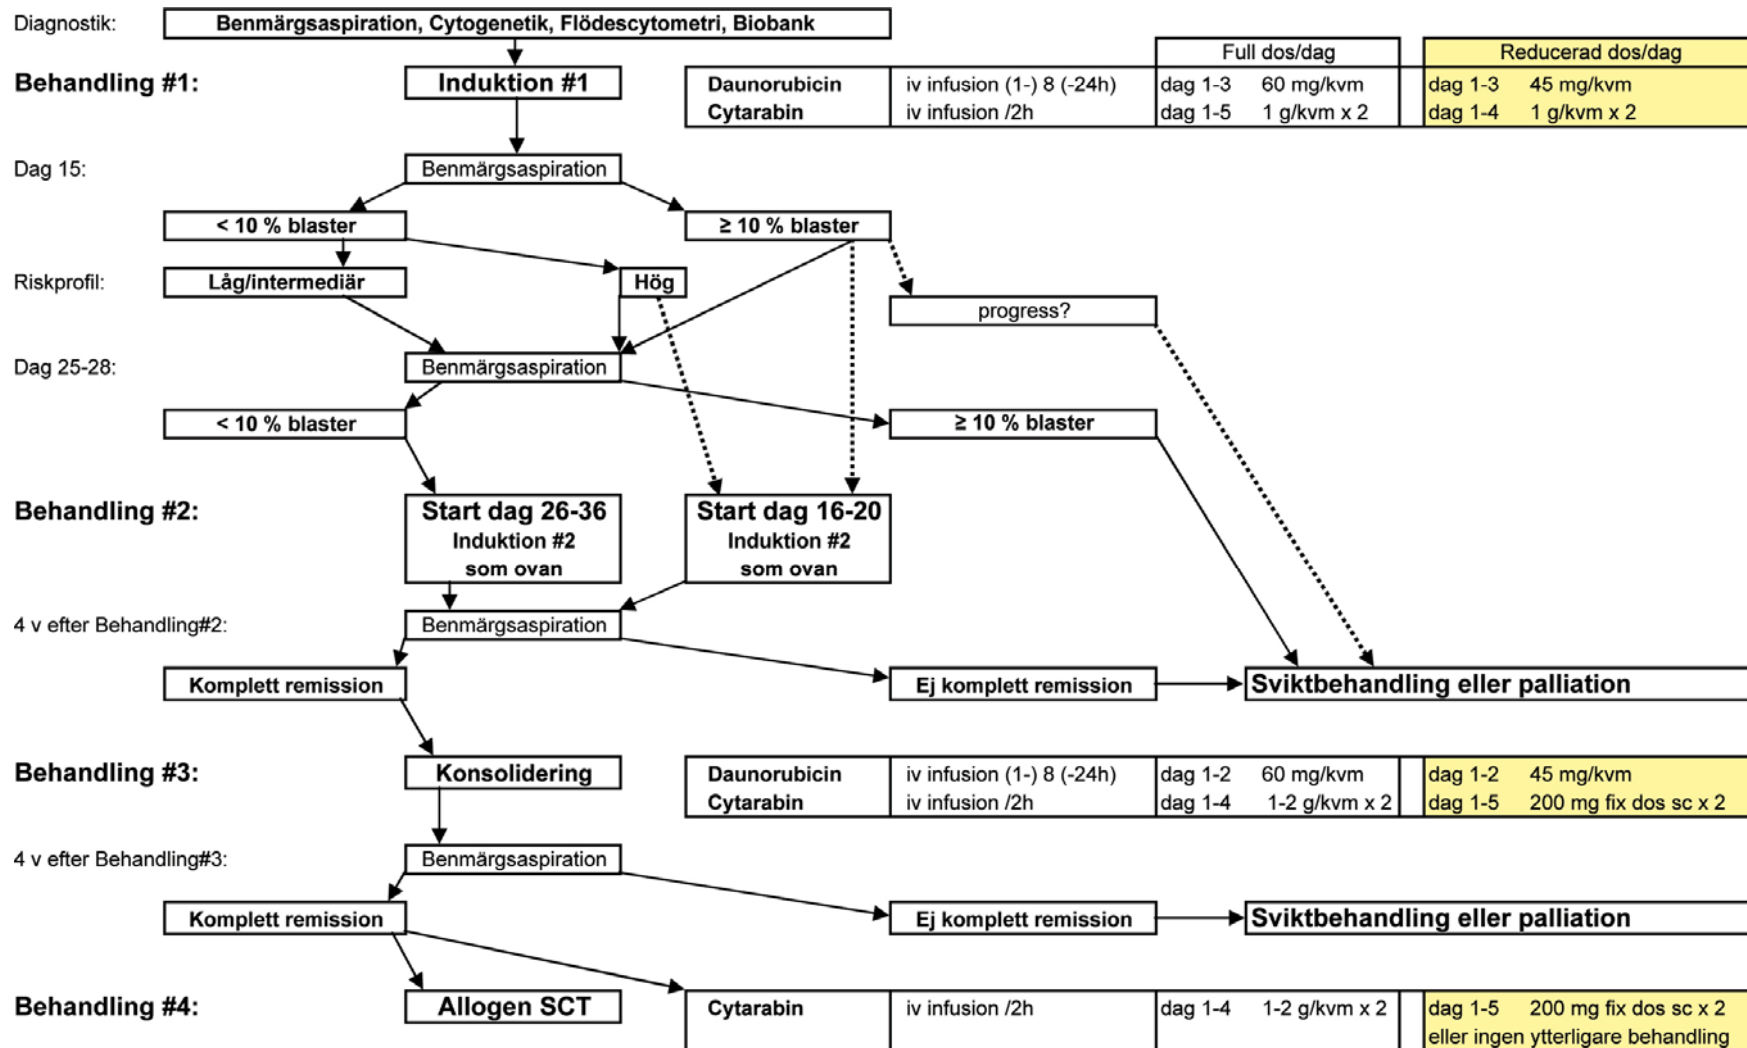 Diagnostik: Benmärgsaspiration, Cytogenetik, Flödescytometri, Biobank
Full dos/dag Reducerad dos/dag
Behandling #1: Induktion #1 Daunorubicin iv infusion (1-) 8 (-24h) dag 1-3 60 mg/kvm dag 1-3 45 mg/kvm
Cytarabin iv infusion /2h dag 1-5 1 g/kvm x 2 dag 1-4 1 g/kvm x 2
Dag 15: Benmärgsaspiration
< 10 % blaster ≥ 10 % blaster
Riskprofil: Låg/intermediär Hög
progress?
Dag 25-28: Benmärgsaspiration
< 10 % blaster ≥ 10 % blaster
Behandling #2: Start dag 26-36 Start dag 16-20
Induktion #2 Induktion #2
som ovan som ovan
4 v efter Behandling#2: Benmärgsaspiration
Komplett remission Ej komplett remission Sviktbehandling eller palliation
Behandling #3: Konsolidering Daunorubicin iv infusion (1-) 8 (-24h) dag 1-2 60 mg/kvm dag 1-2 45 mg/kvm
Cytarabin iv infusion /2h dag 1-4 1-2 g/kvm x 2 dag 1-5 200 mg fix dos sc x 2
4 v efter Behandling#3: Benmärgsaspiration
Komplett remission Ej komplett remission Sviktbehandling eller palliation
Behandling #4: Allogen SCT Cytarabin iv infusion /2h dag 1-4 1-2 g/kvm x 2 dag 1-5 200 mg fix dos sc x 2
eller ingen ytterligare behandling